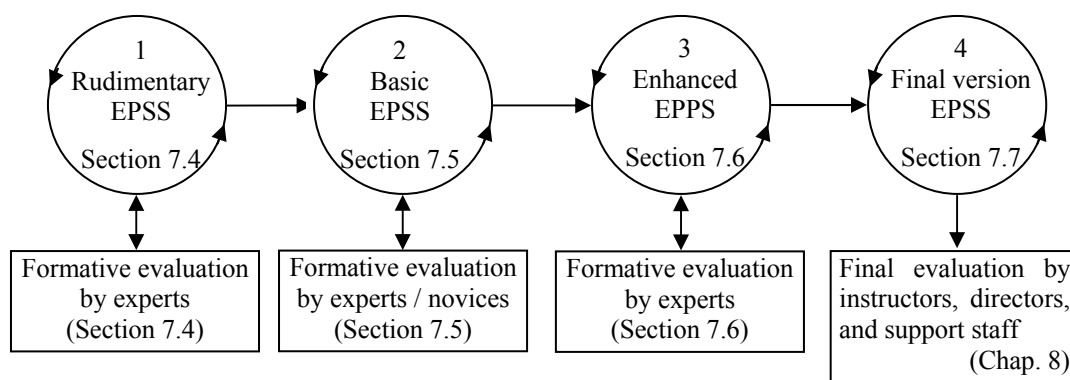 1
Rudimentary
EPSS
Section 7.4
2
Basic
EPSS
Section 7.5
3
Enhanced
EPPS
Section 7.6
4
Final version
EPSS
Section 7.7
Formative evaluation
by experts
(Section 7.4)
Formative evaluation
by experts / novices
(Section 7.5)
Formative evaluation
by experts
(Section 7.6)
Final evaluation by
instructors, directors,
and support staff
(Chap. 8)